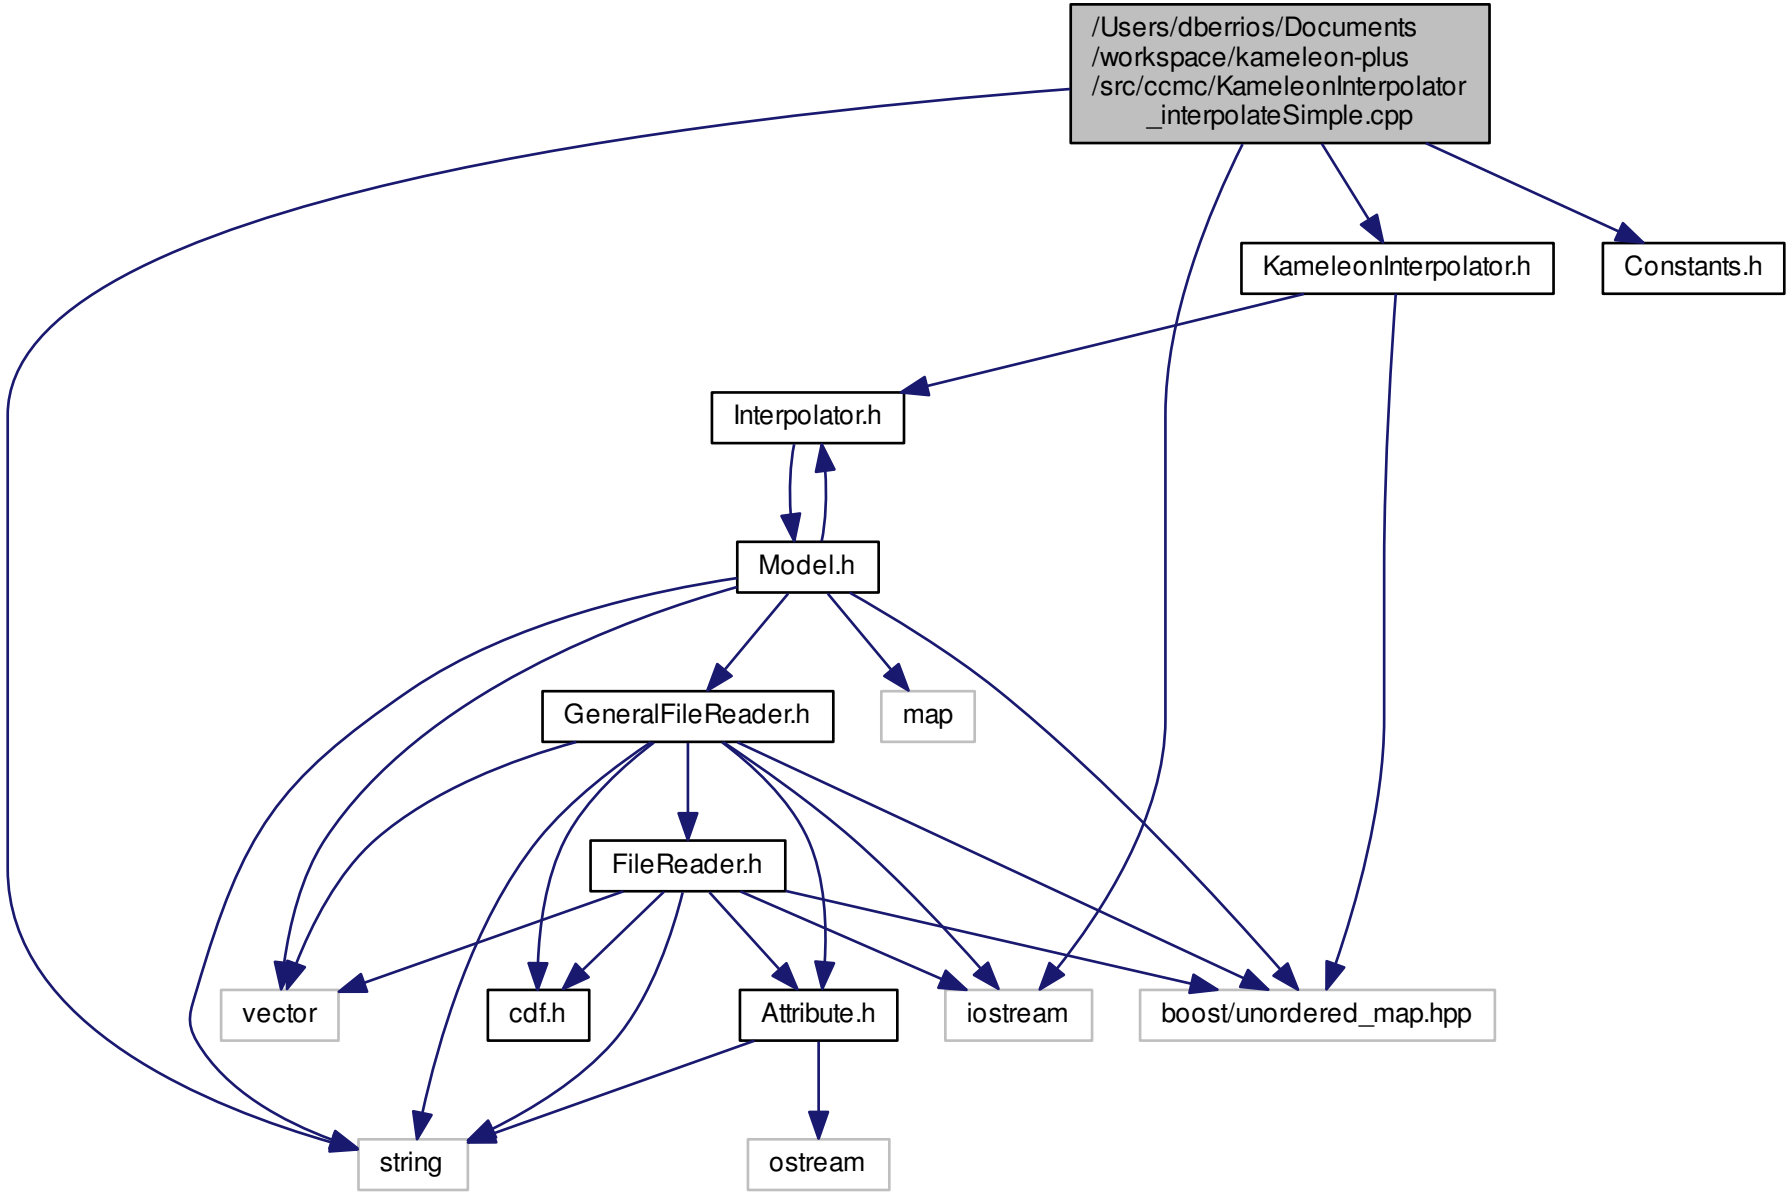 /Users/dberrios/Documents
/workspace/kameleon-plus
/src/ccmc/KameleonInterpolator
_interpolateSimple.cpp
KameleonInterpolator.h
Constants.h
Interpolator.h
Model.h
GeneralFileReader.h
map
FileReader.h
vector
cdf.h
Attribute.h
iostream
boost/unordered_map.hpp
string
ostream